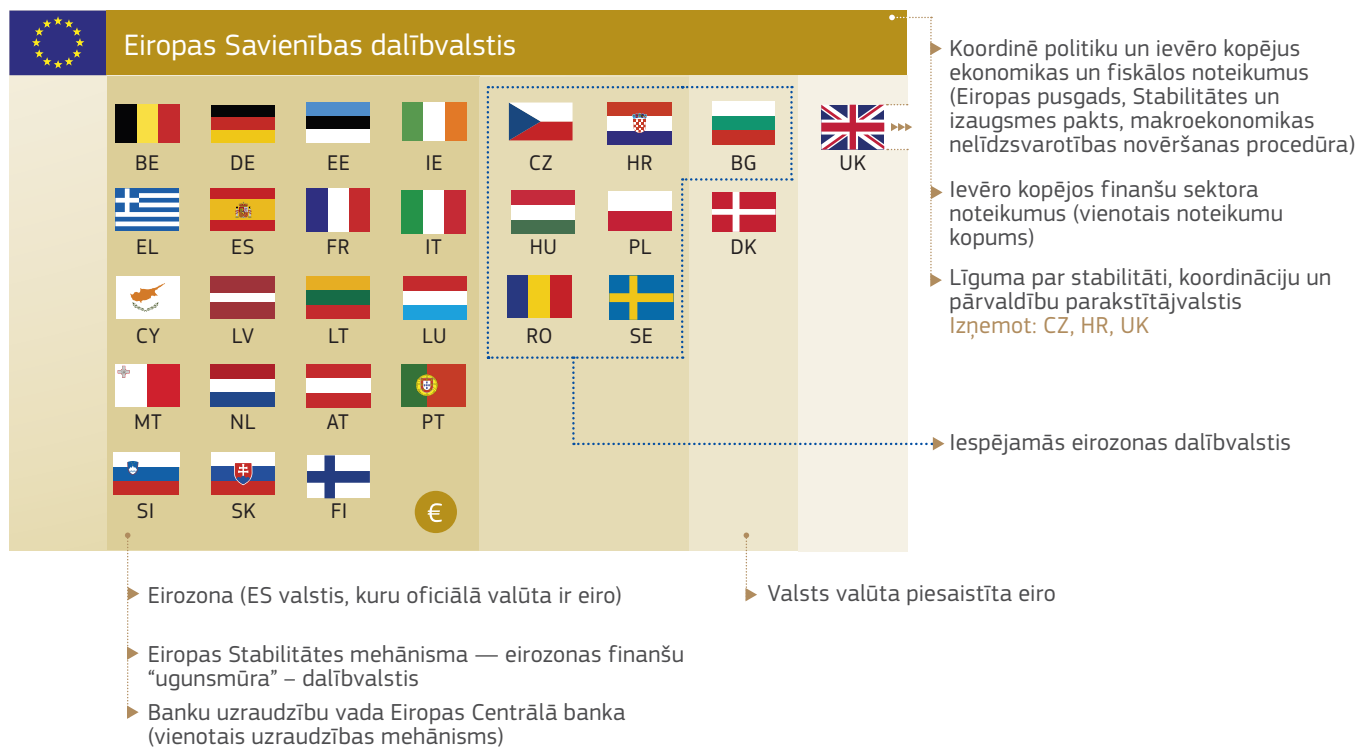 Eiropas Savienības dalībvalstis
BE DE EE IE CZ HR BG UK
EL ES FR IT HU PL DK
CY LV LT LU RO SE
MT NL AT PT
SI SK FI €
Koordinē politiku un ievēro kopējus
ekonomikas un fiskālos noteikumus
(Eiropas pusgads, Stabilitātes un
izaugsmes pakts, makroekonomikas
nelīdzsvarotības novēršanas procedūra)
Ievēro kopējos finanšu sektora
noteikumus (vienotais noteikumu
kopums)
Līguma par stabilitāti, koordināciju un
pārvaldību parakstītājvalstis
Izņemot: CZ, HR, UK
Iespējamās eirozonas dalībvalstis
Eirozona (ES valstis, kuru oficiālā valūta ir eiro)
Eiropas Stabilitātes mehānisma — eirozonas finanšu
“ugunsmūra” – dalībvalstis
Banku uzraudzību vada Eiropas Centrālā banka
(vienotais uzraudzības mehānisms)
Valsts valūta piesaistīta eiro